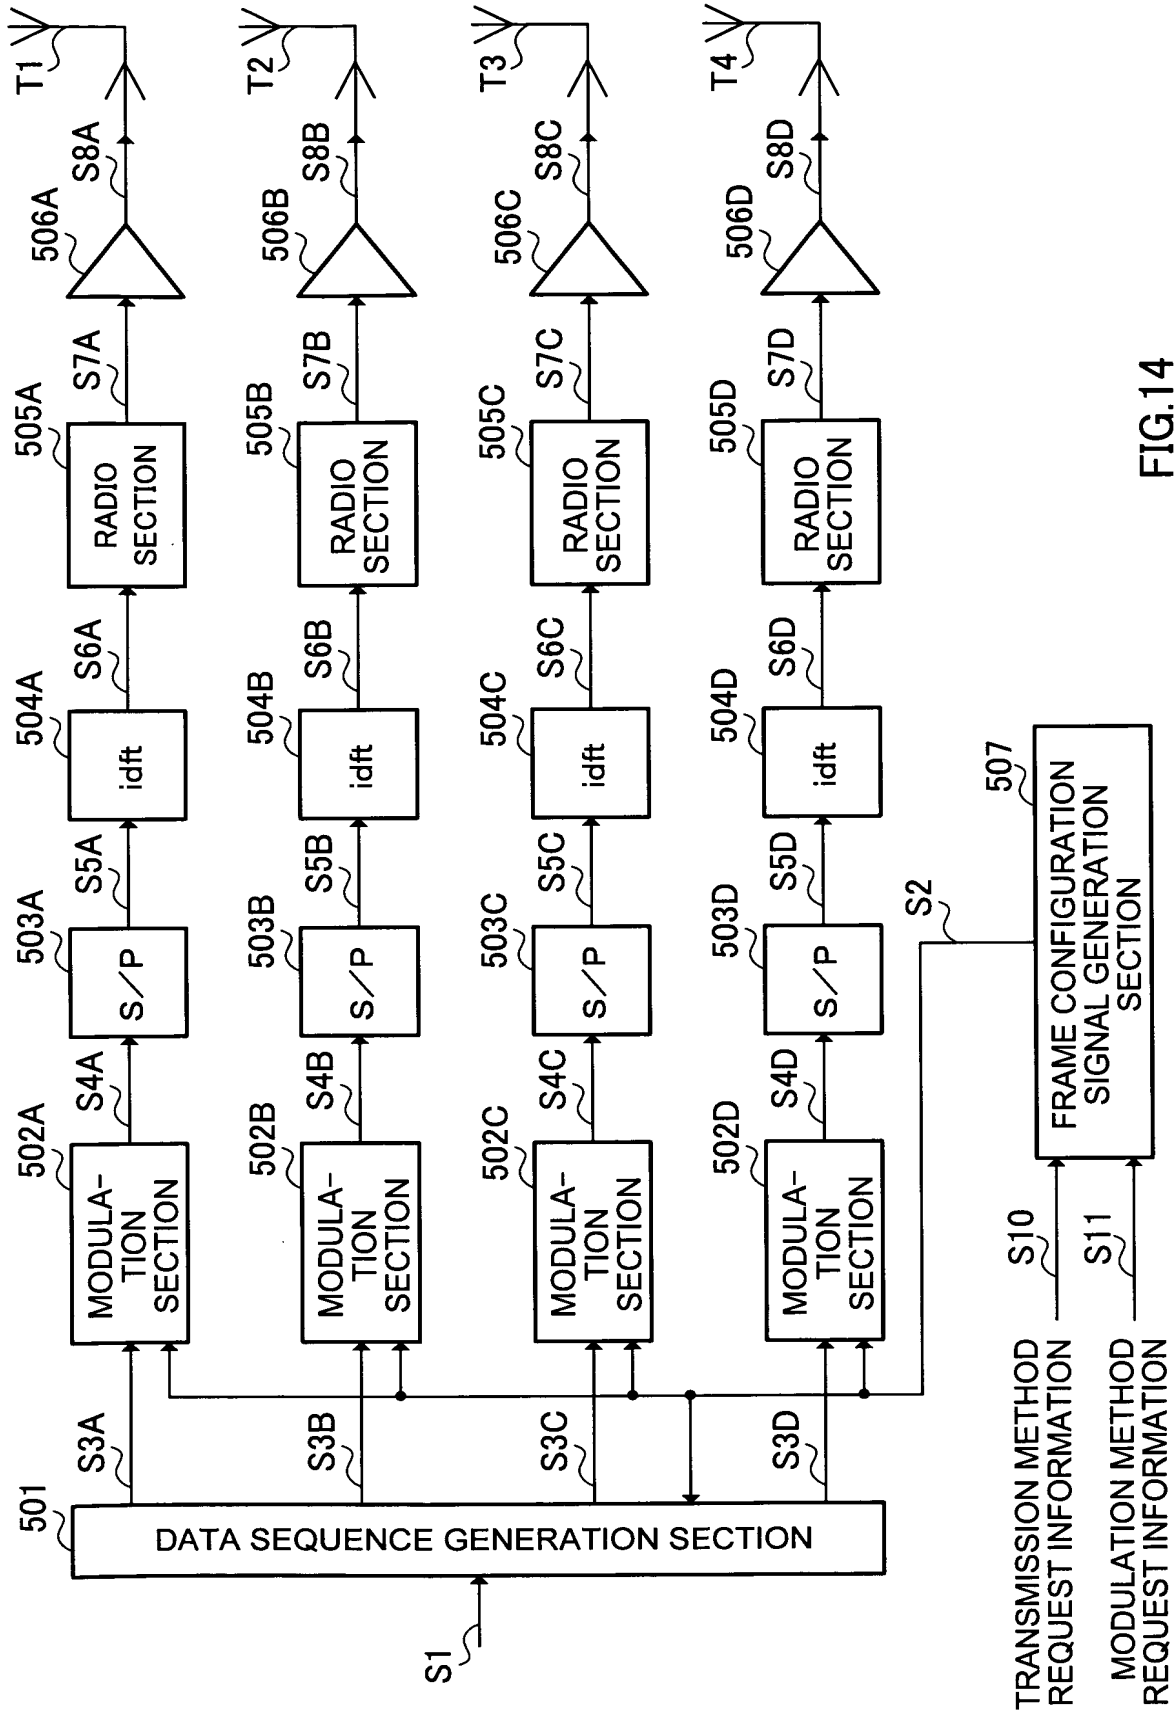 501
S1
DATA SEQUENCE GENERATION SECTION
S3A
502A
MODULA-
TION
SECTION
S4A
503A
S/P
S5A
504A
idft
S6A
505A
RADIO
SECTION
S7A
506A
S8A
T1
S3B
502B
MODULA-
TION
SECTION
S4B
503B
S/P
S5B
504B
idft
S6B
505B
RADIO
SECTION
S7B
506B
S8B
T2
S3C
502C
MODULA-
TION
SECTION
S4C
503C
S/P
S5C
504C
idft
S6C
505C
RADIO
SECTION
S7C
506C
S8C
T3
S3D
502D
MODULA-
TION
SECTION
S4D
503D
S/P
S5D
504D
idft
S6D
505D
RADIO
SECTION
S7D
506D
S8D
T4
S2
507
FRAME CONFIGURATION
SIGNAL GENERATION
SECTION
TRANSMISSION METHOD
REQUEST INFORMATION
S10
MODULATION METHOD
REQUEST INFORMATION
S11
FIG.14